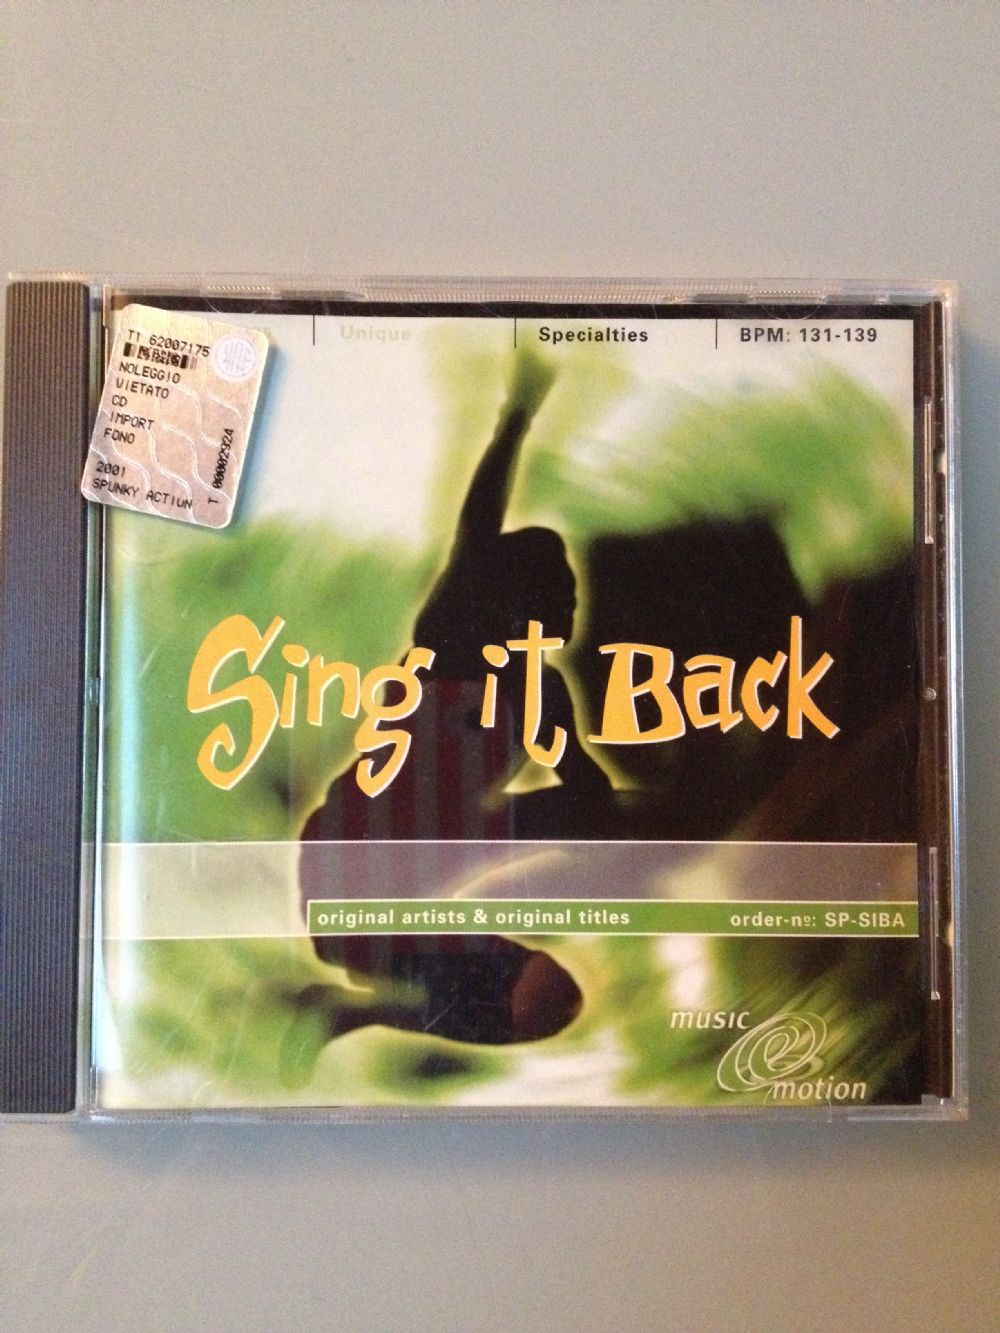 Unique
Specialties
BPM: 131-139
T1 62007175
NOLEGGIO
VIETATO
CD
IMPORT
FONO
2001
SPUNKY ACTIUN
T 00002924
Sing it Back
original artists & original titles
order-nº: SP-SIBA
music
motion